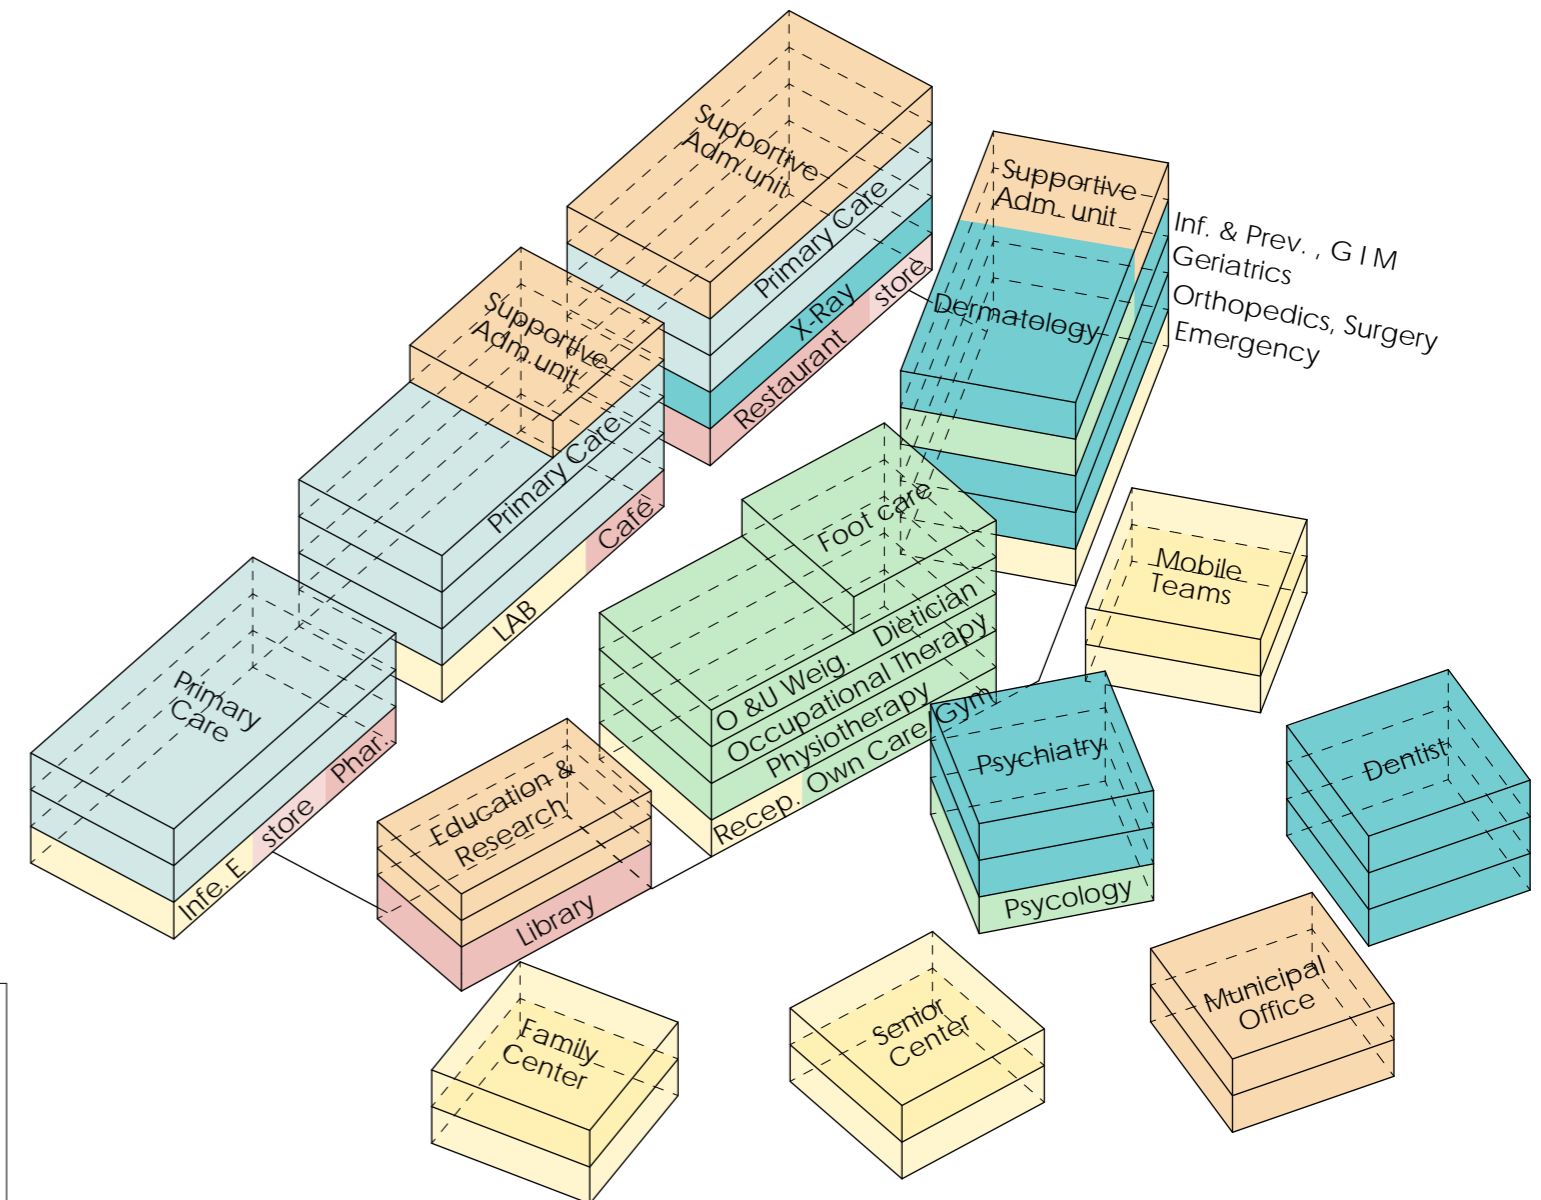 Supportive
Adm.unit
Primary Care
X-Ray
Restaurant
store
Supportive
Adm. unit
Dermatology
Inf. & Prev. , G I M
Geriatrics
Orthopedics, Surgery
Emergency
Supportive
Adm.unit
Primary Care
LAB
Café
Foot care
O &U Weig.
Dietician
Occupational Therapy
Physiotherapy
Recep.
Own Care
Gym
Mobile
Teams
Primary
Care
Infe. E
store
Phar..
Education &
Research
Library
Psychiatry
Psycology
Dentist
Family
Center
Senior
Center
Municipal
Office